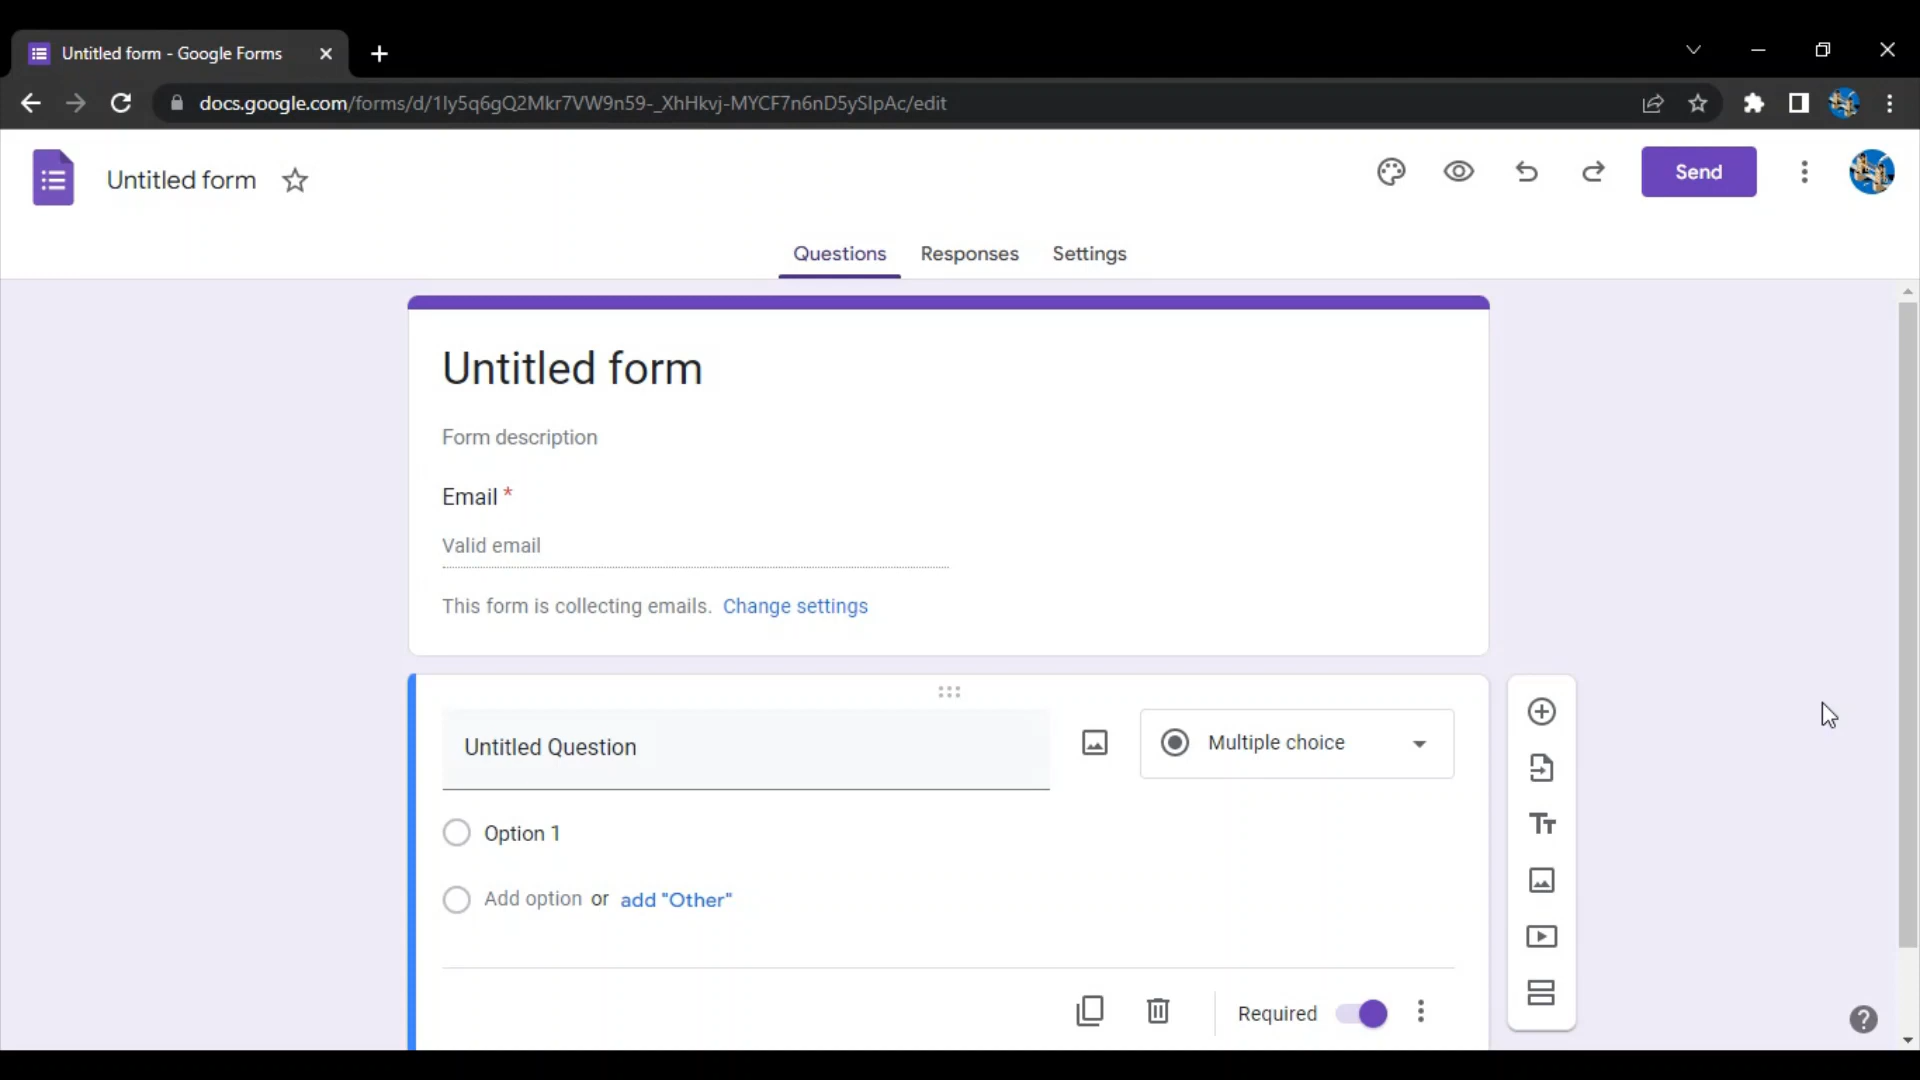 Untitled form - Google Forms
docs.google.com/forms/d/1ly5q6gQ2Mkr7VW9n59-_XhHkvj-MYCF7n6nD5ySlpAc/edit
Untitled form
Send
Questions Responses Settings
Untitled form
Form description
Email *
Valid email
This form is collecting emails. Change settings
Untitled Question
Multiple choice
Option 1
Add option or add "Other"
Required